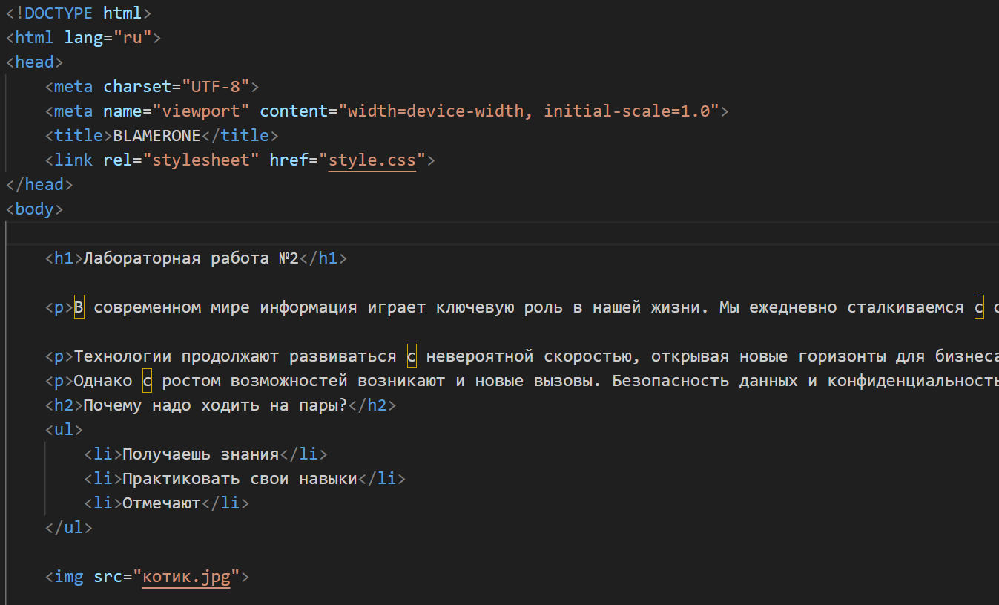 <!DOCTYPE html>
<html lang="ru">
<head>
<meta charset="UTF-8">
<meta name="viewport" content="width=device-width, initial-scale=1.0">
<title>BLAMERONE</title>
<link rel="stylesheet" href="style.css">
</head>
<body>
<h1>Лабораторная работа №2</h1>
<p>В современном мире информация играет ключевую роль в нашей жизни. Мы ежедневно сталкиваемся с
<p>Технологии продолжают развиваться с невероятной скоростью, открывая новые горизонты для бизнеса
<p>Однако с ростом возможностей возникают и новые вызовы. Безопасность данных и конфиденциальность
<h2>Почему надо ходить на пары?</h2>
<ul>
<li>Получаешь знания</li>
<li>Практиковать свои навыки</li>
<li>Отмечают</li>
</ul>
<img src="котик.jpg">